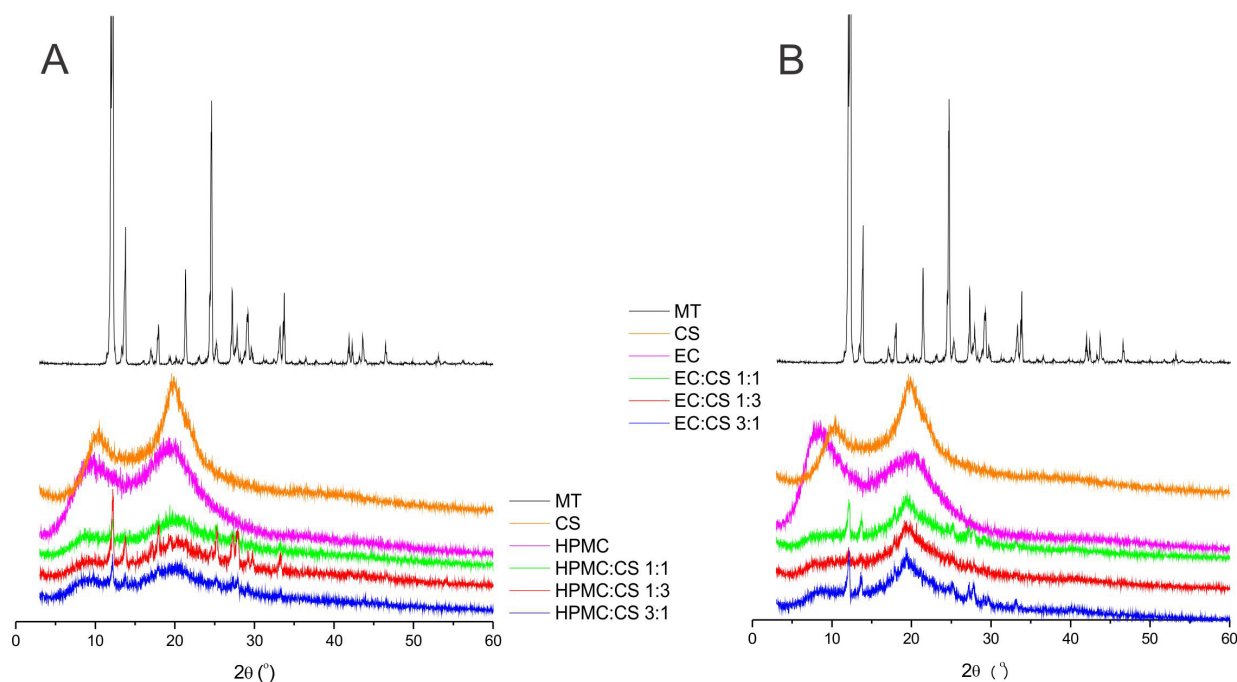 A
MT
CS
HPMC
HPMC:CS 1:1
HPMC:CS 1:3
HPMC:CS 3:1
0 10 20 30 40 50 60
2θ (°)
B
MT
CS
EC
EC:CS 1:1
EC:CS 1:3
EC:CS 3:1
0 10 20 30 40 50 60
2θ (°)